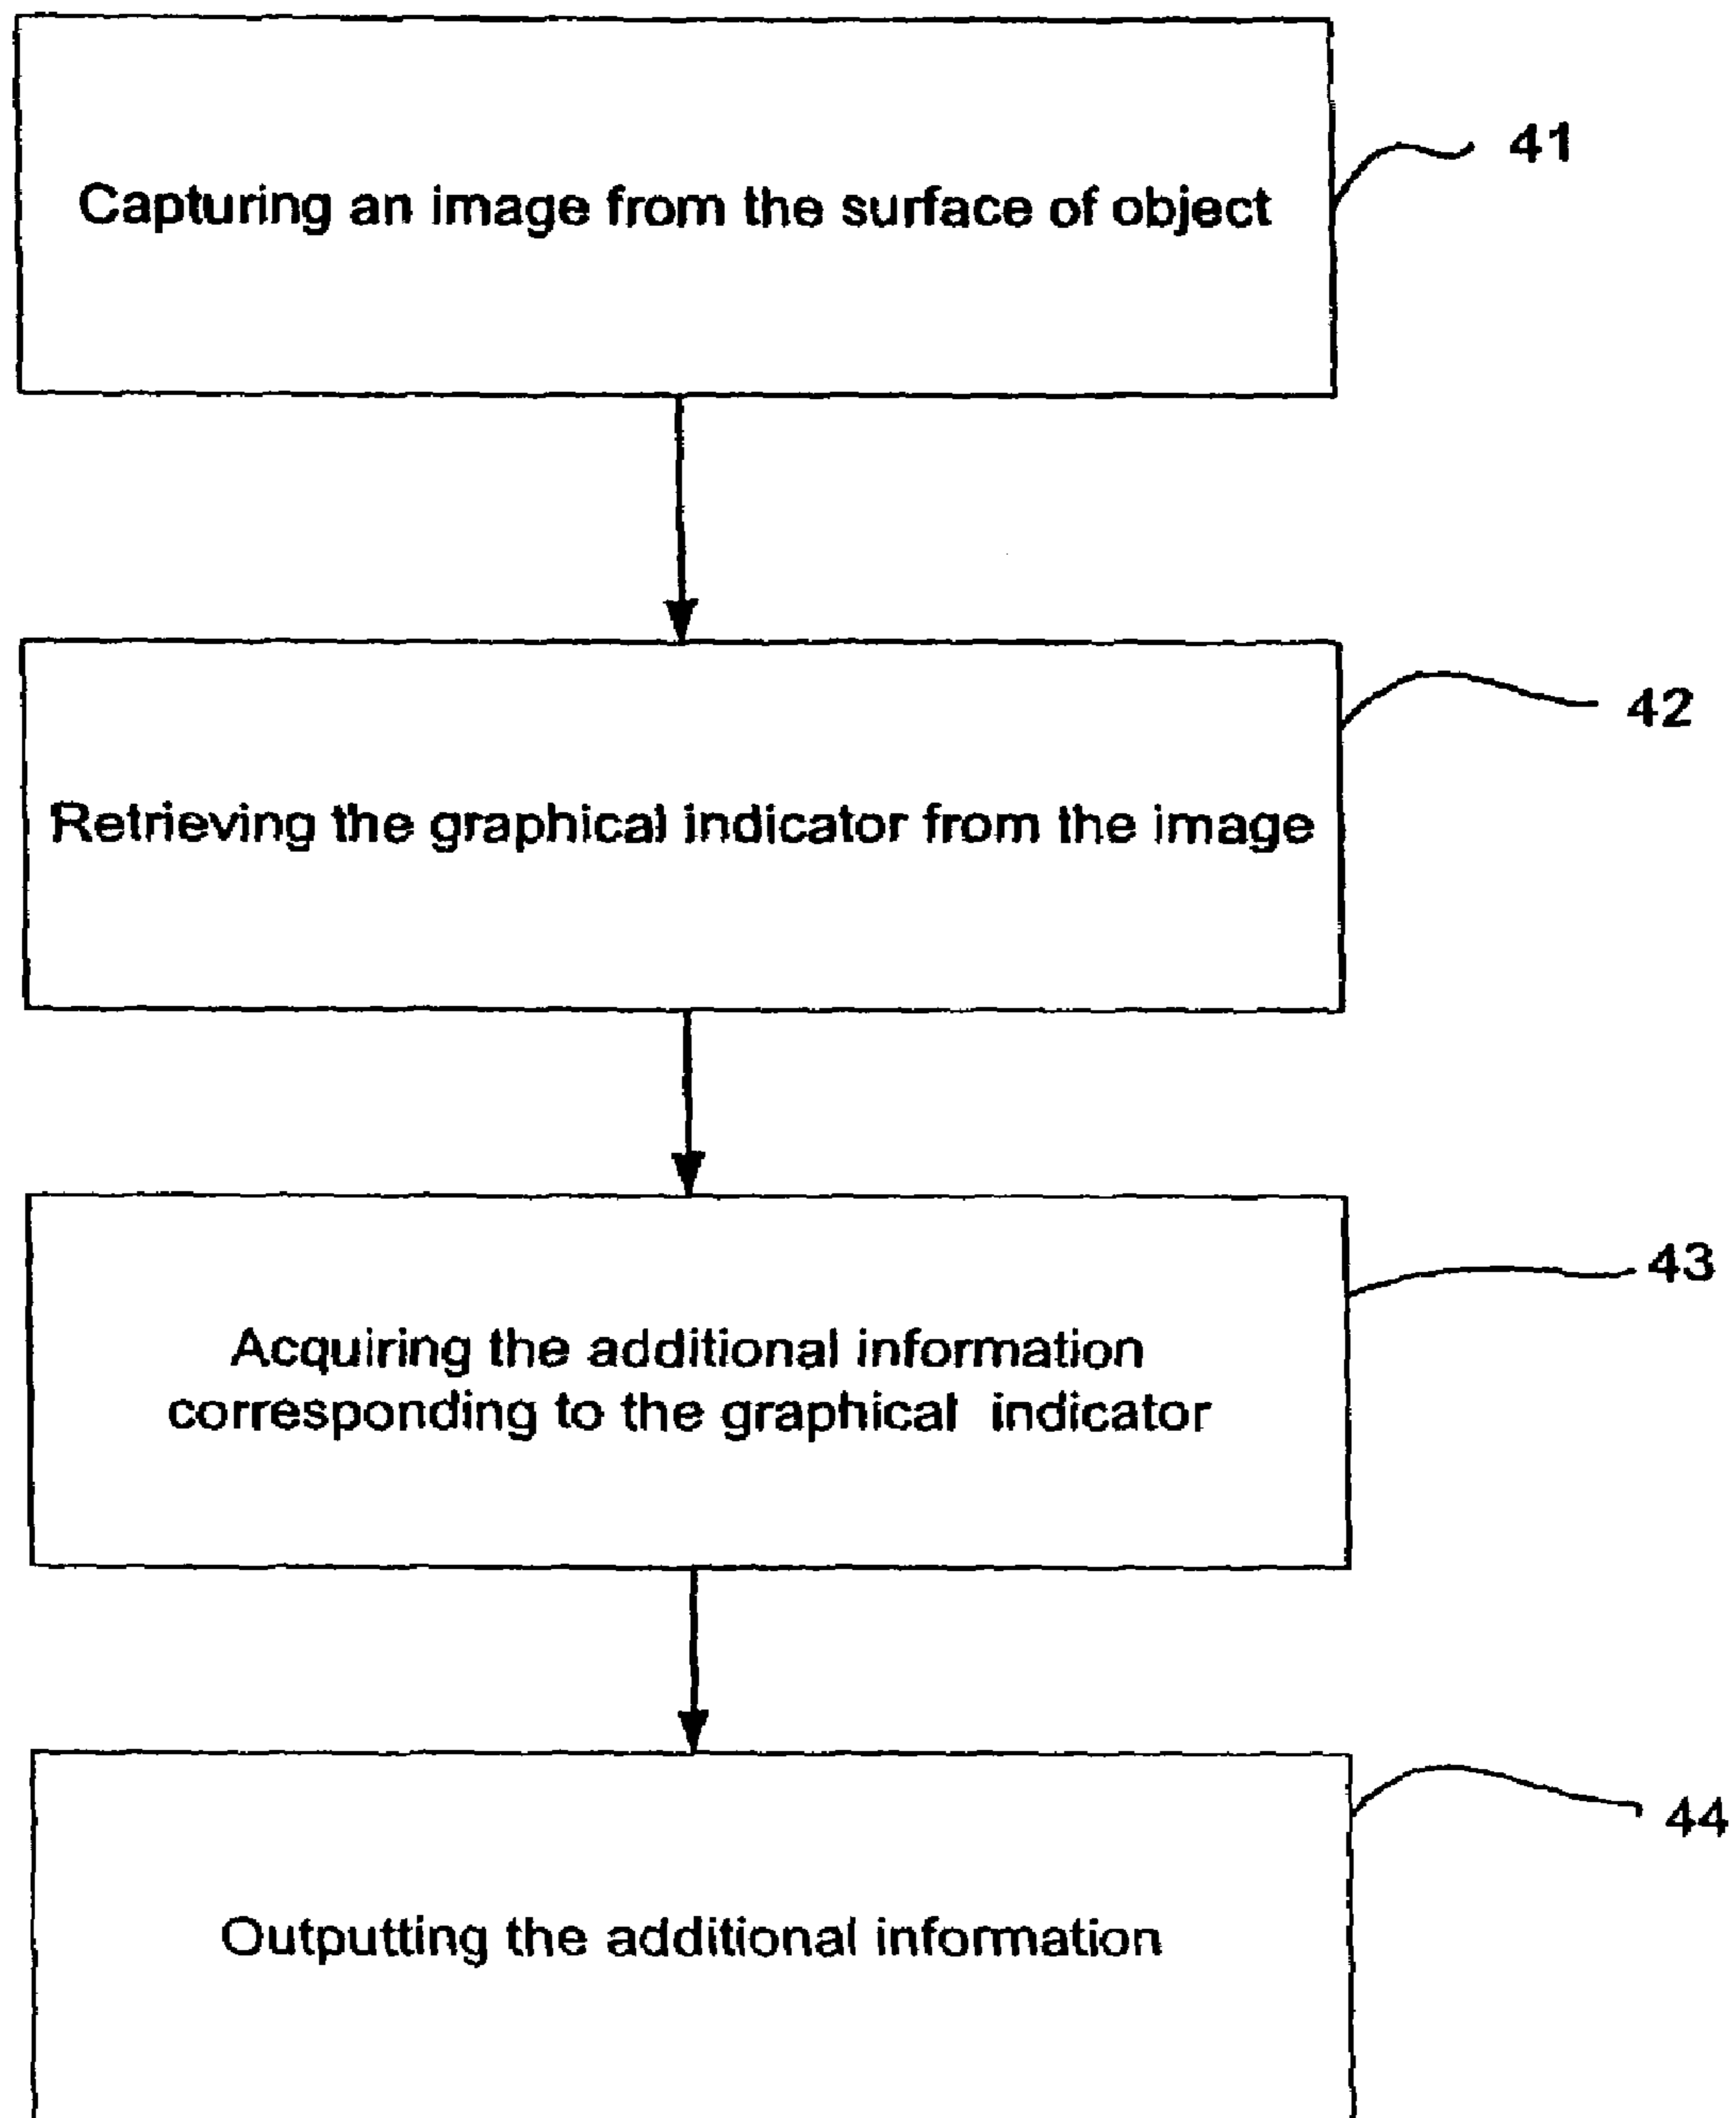 Capturing an image from the surface of object
41
Retrieving the graphical indicator from the image
42
Acquiring the additional information
corresponding to the graphical indicator
43
Outputting the additional information
44